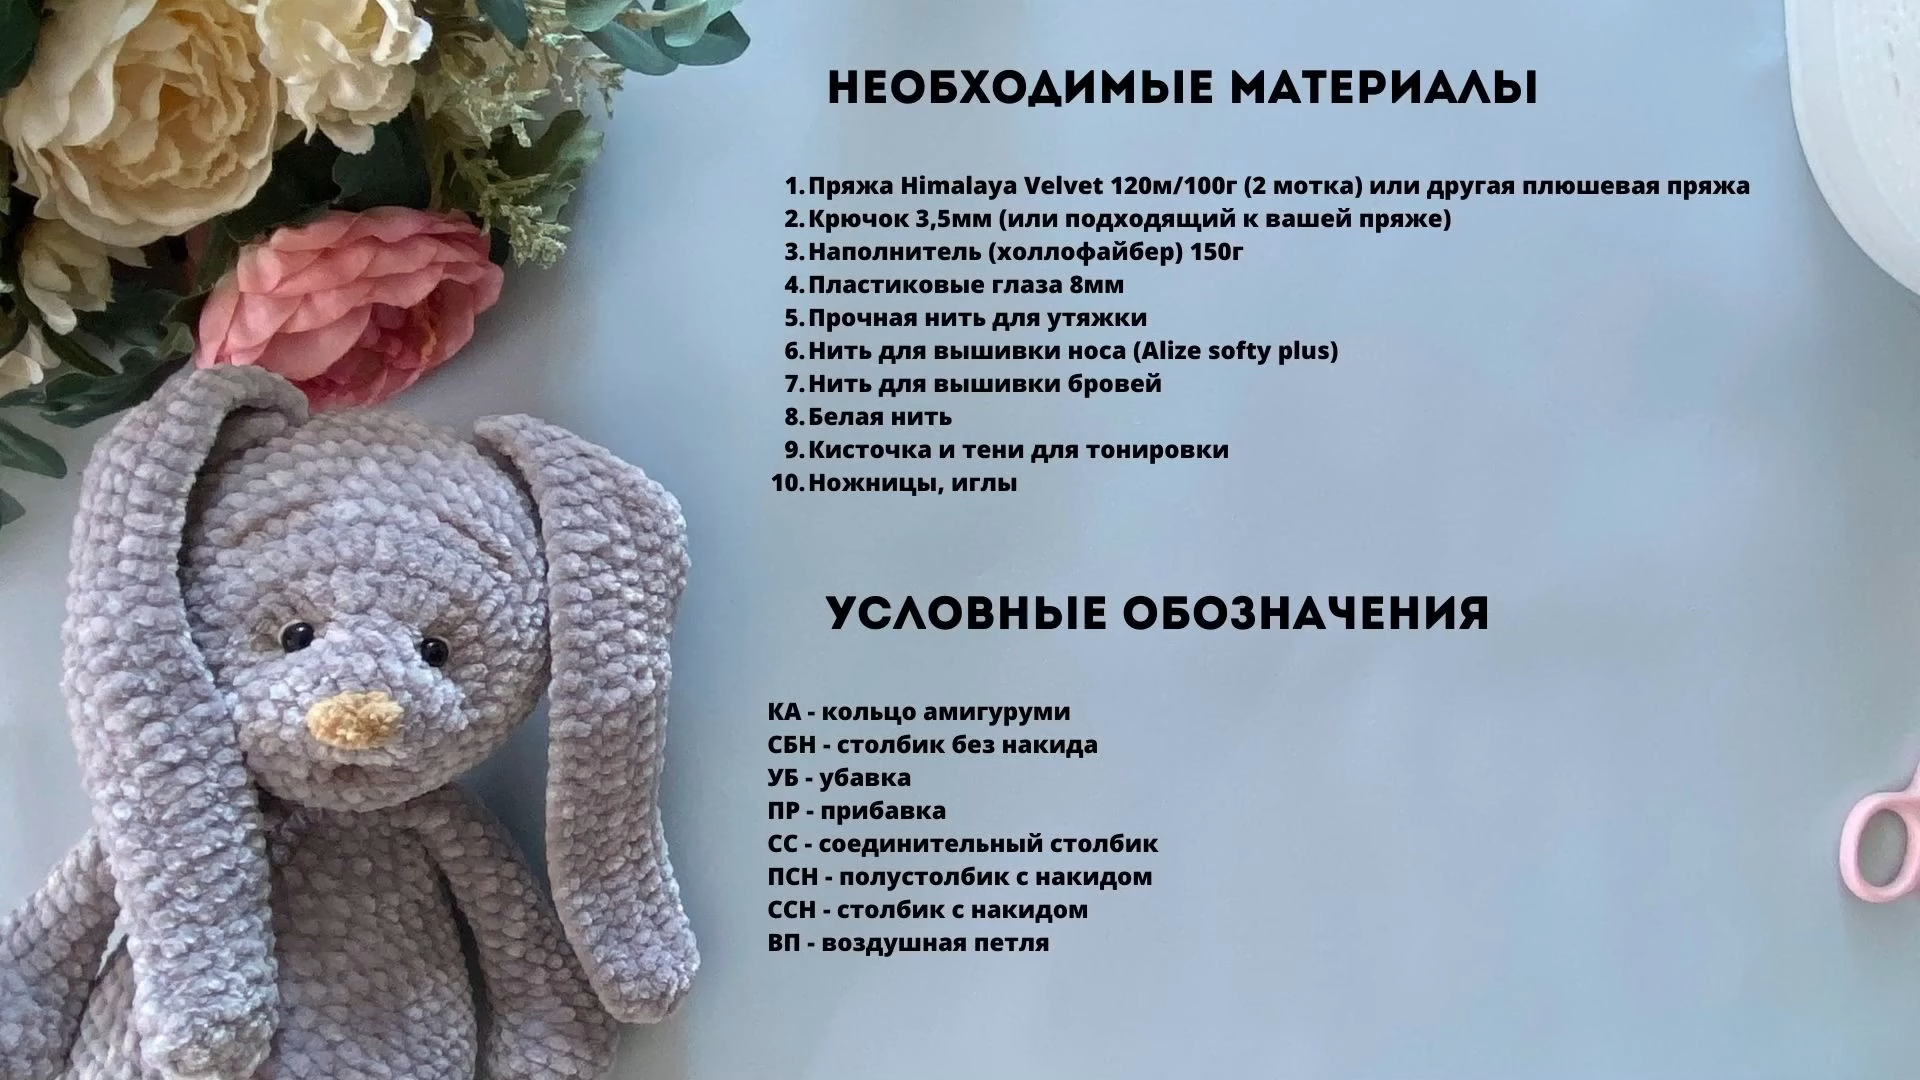 НЕОБХОДИМЫЕ МАТЕРИАЛЫ
1. Пряжа Himalaya Velvet 120м/100г (2 мотка) или другая плюшевая пряжа
2. Крючок 3,5мм (или подходящий к вашей пряже)
3. Наполнитель (холлофайбер) 150г
4. Пластиковые глаза 8мм
5. Прочная нить для утяжки
6. Нить для вышивки носа (Alize softy plus)
7. Нить для вышивки бровей
8. Белая нить
9. Кисточка и тени для тонировки
10. Ножницы, иглы
УСЛОВНЫЕ ОБОЗНАЧЕНИЯ
КА - кольцо амигуруми
СБН - столбик без накида
УБ - убавка
ПР - прибавка
СС - соединительный столбик
ПСН - полустолбик с накидом
ССН - столбик с накидом
ВП - воздушная петля